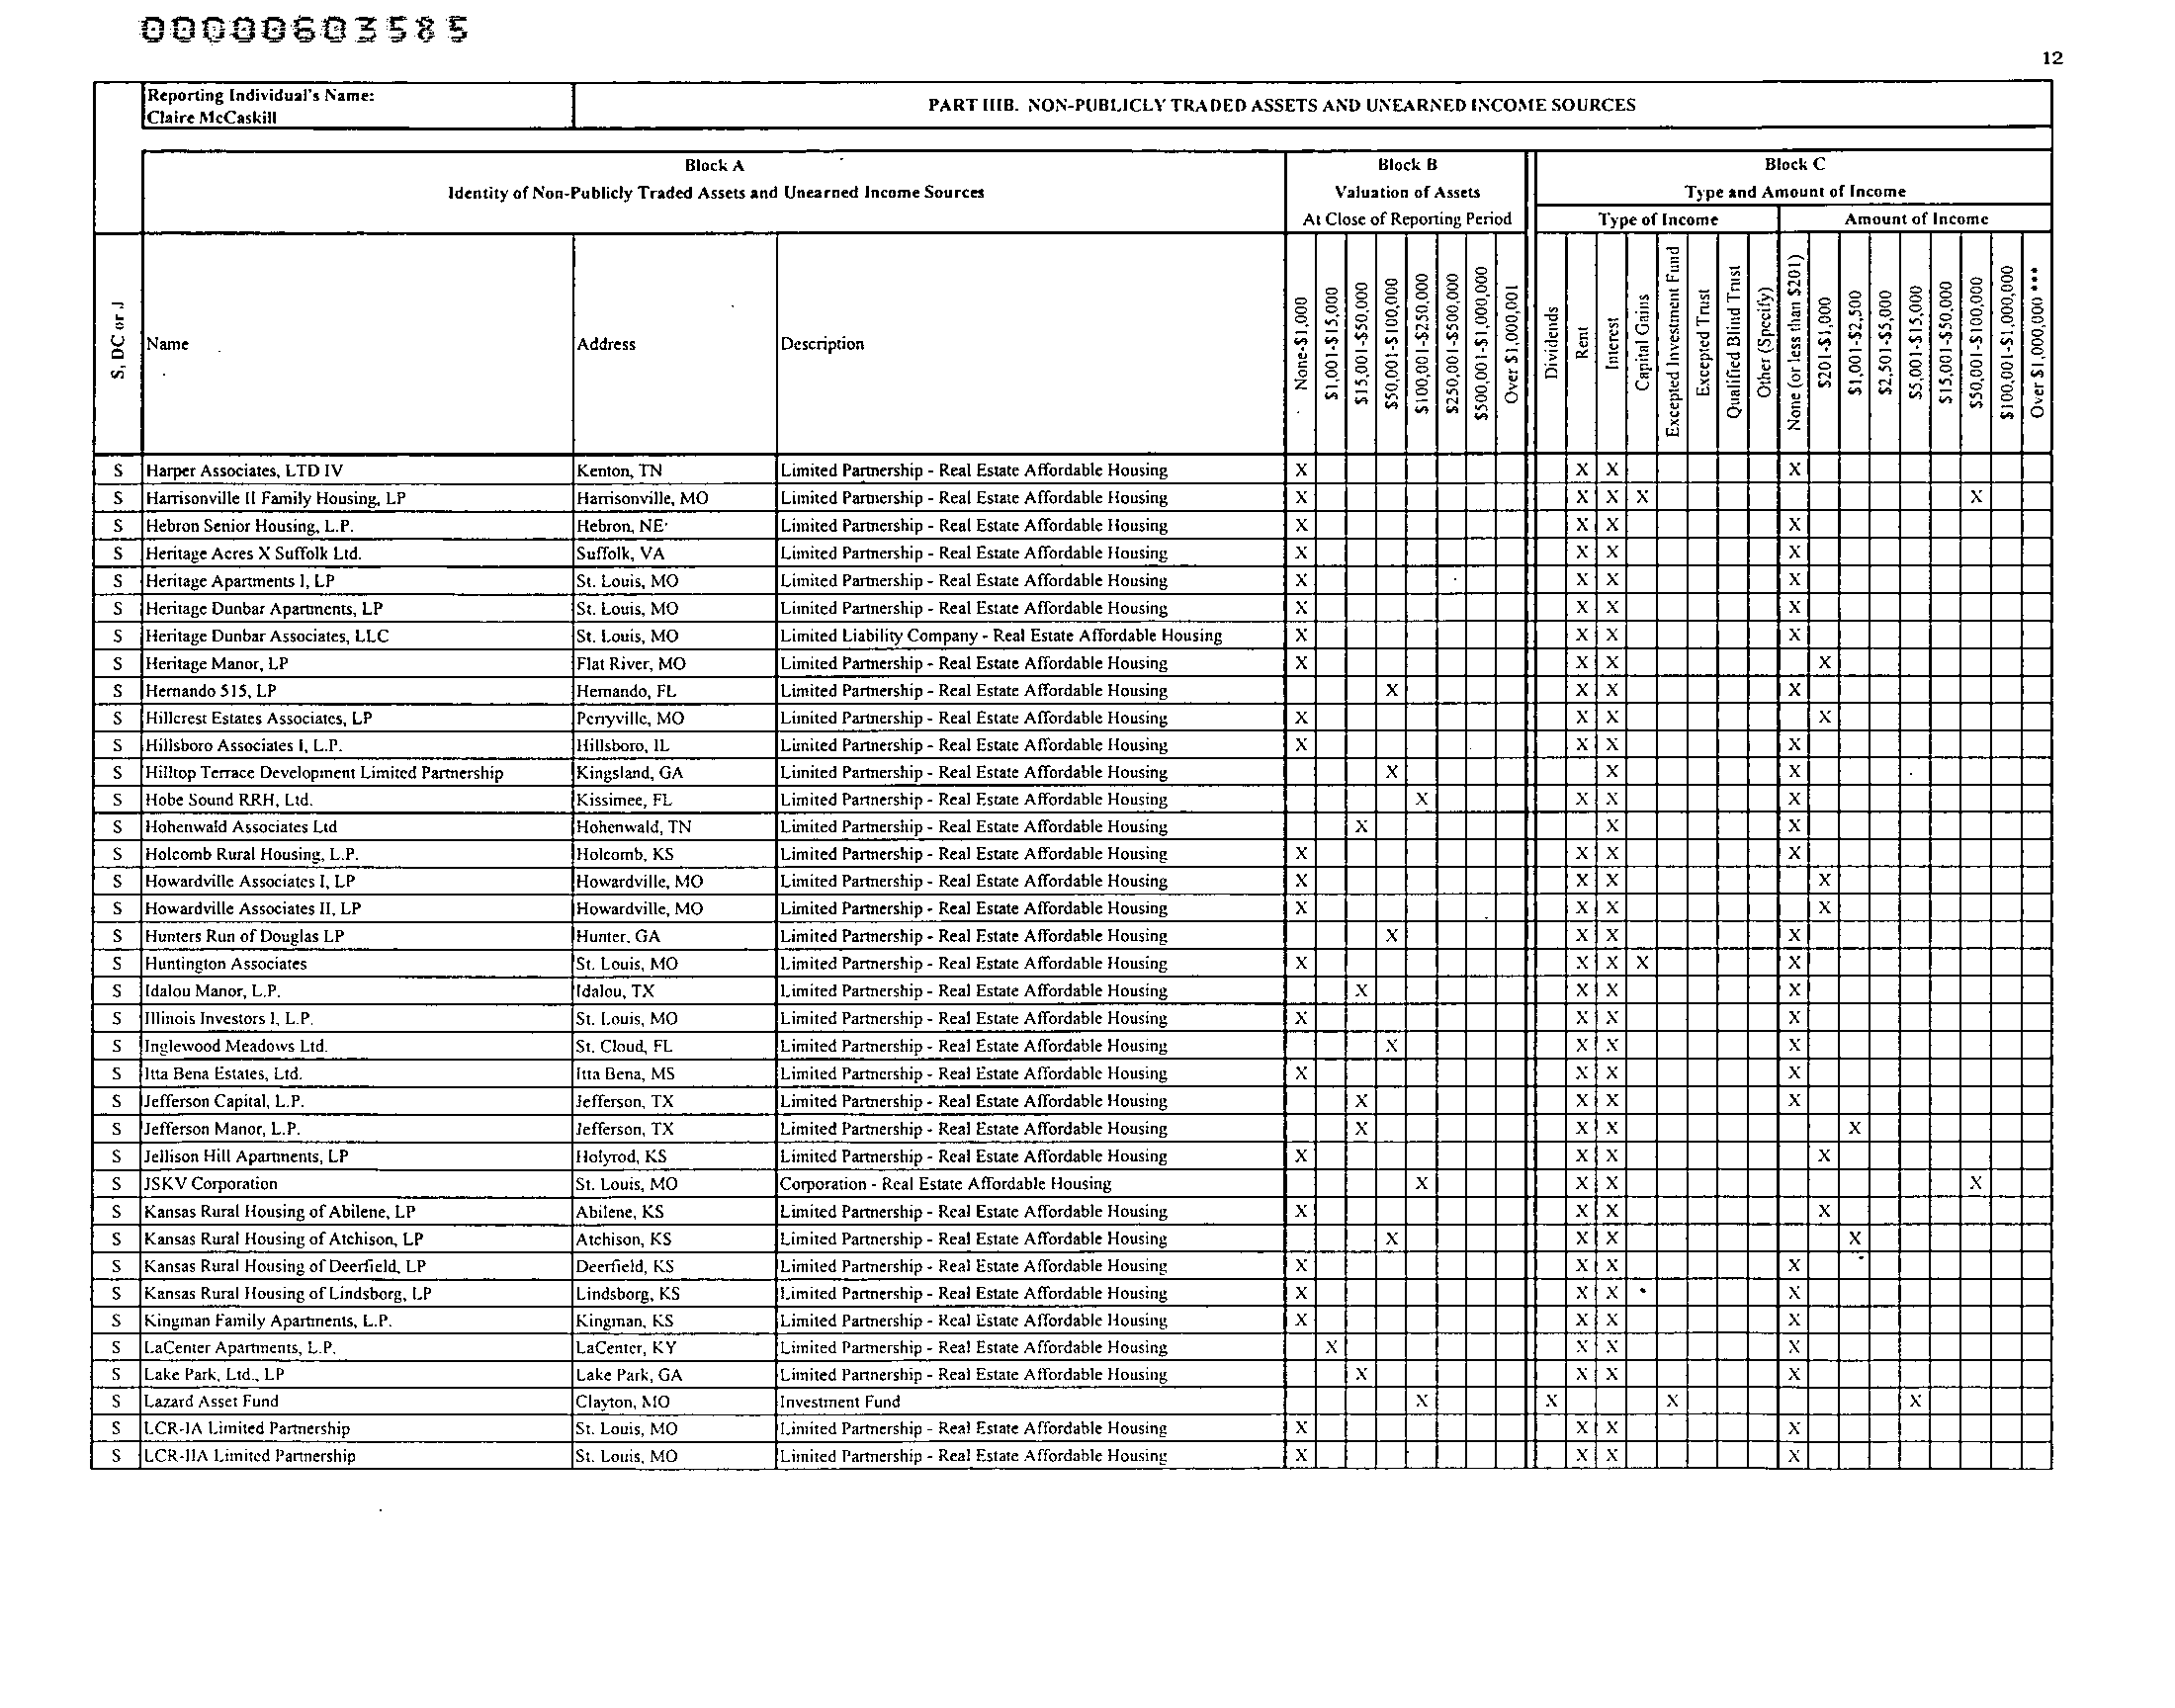 00000603585
12
Reporting Individual's Name:
Claire McCaskill
PART IIIB. NON-PUBLICLY TRADED ASSETS AND UNEARNED INCOME SOURCES
Block A
Identity of Non-Publicly Traded Assets and Unearned Income Sources
Block B
Valuation of Assets
At Close of Reporting Period
Block C
Type and Amount of Income
Type of Income
Amount of Income
S, DC or J
Name
Address
Description
None-$1,000
$1,001-$15,000
$15,001-$50,000
$50,001-$100,000
$100,001-$250,000
$250,001-$500,000
$500,001-$1,000,000
Over $1,000,001
Dividends
Rent
Interest
Capital Gains
Excepted Investment Fund
Excepted Trust
Qualified Blind Trust
Other (Specify)
None (or less than $201)
$201-$1,000
$1,001-$2,500
$2,501-$5,000
$5,001-$15,000
$15,001-$50,000
$50,001-$100,000
$100,001-$1,000,000
Over $1,000,000 ***
S Harper Associates, LTD IV Kenton, TN Limited Partnership - Real Estate Affordable Housing X X X X
S Harrisonville II Family Housing, LP Harrisonville, MO Limited Partnership - Real Estate Affordable Housing X X X X X
S Hebron Senior Housing, L.P. Hebron, NE Limited Partnership - Real Estate Affordable Housing X X X X
S Heritage Acres X Suffolk Ltd. Suffolk, VA Limited Partnership - Real Estate Affordable Housing X X X X
S Heritage Apartments I, LP St. Louis, MO Limited Partnership - Real Estate Affordable Housing X X X X
S Heritage Dunbar Apartments, LP St. Louis, MO Limited Partnership - Real Estate Affordable Housing X X X X
S Heritage Dunbar Associates, LLC St. Louis, MO Limited Liability Company - Real Estate Affordable Housing X X X X
S Heritage Manor, LP Flat River, MO Limited Partnership - Real Estate Affordable Housing X X X X
S Hernando 515, LP Hernando, FL Limited Partnership - Real Estate Affordable Housing X X X X
S Hillcrest Estates Associates, LP Perryville, MO Limited Partnership - Real Estate Affordable Housing X X X X
S Hillsboro Associates I, L.P. Hillsboro, IL Limited Partnership - Real Estate Affordable Housing X X X X
S Hilltop Terrace Development Limited Partnership Kingsland, GA Limited Partnership - Real Estate Affordable Housing X X X
S Hobe Sound RRH, Ltd. Kissimee, FL Limited Partnership - Real Estate Affordable Housing X X X X
S Hohenwald Associates Ltd Hohenwald, TN Limited Partnership - Real Estate Affordable Housing X X X
S Holcomb Rural Housing, L.P. Holcomb, KS Limited Partnership - Real Estate Affordable Housing X X X X
S Howardville Associates I, LP Howardville, MO Limited Partnership - Real Estate Affordable Housing X X X X
S Howardville Associates II, LP Howardville, MO Limited Partnership - Real Estate Affordable Housing X X X X
S Hunters Run of Douglas LP Hunter, GA Limited Partnership - Real Estate Affordable Housing X X X X
S Huntington Associates St. Louis, MO Limited Partnership - Real Estate Affordable Housing X X X X X
S Idalou Manor, L.P. Idalou, TX Limited Partnership - Real Estate Affordable Housing X X X X
S Illinois Investors I, L.P. St. Louis, MO Limited Partnership - Real Estate Affordable Housing X X X X
S Inglewood Meadows Ltd. St. Cloud, FL Limited Partnership - Real Estate Affordable Housing X X X X
S Itta Bena Estates, Ltd. Itta Bena, MS Limited Partnership - Real Estate Affordable Housing X X X X
S Jefferson Capital, L.P. Jefferson, TX Limited Partnership - Real Estate Affordable Housing X X X X
S Jefferson Manor, L.P. Jefferson, TX Limited Partnership - Real Estate Affordable Housing X X X X
S Jellison Hill Apartments, LP Holyrod, KS Limited Partnership - Real Estate Affordable Housing X X X X
S JSKV Corporation St. Louis, MO Corporation - Real Estate Affordable Housing X X X X
S Kansas Rural Housing of Abilene, LP Abilene, KS Limited Partnership - Real Estate Affordable Housing X X X X
S Kansas Rural Housing of Atchison, LP Atchison, KS Limited Partnership - Real Estate Affordable Housing X X X X
S Kansas Rural Housing of Deerfield, LP Deerfield, KS Limited Partnership - Real Estate Affordable Housing X X X X
S Kansas Rural Housing of Lindsborg, LP Lindsborg, KS Limited Partnership - Real Estate Affordable Housing X X X X
S Kingman Family Apartments, L.P. Kingman, KS Limited Partnership - Real Estate Affordable Housing X X X X
S LaCenter Apartments, L.P. LaCenter, KY Limited Partnership - Real Estate Affordable Housing X X X X
S Lake Park, Ltd., LP Lake Park, GA Limited Partnership - Real Estate Affordable Housing X X X X
S Lazard Asset Fund Clayton, MO Investment Fund X X X X
S LCR-IA Limited Partnership St. Louis, MO Limited Partnership - Real Estate Affordable Housing X X X X
S LCR-IIA Limited Partnership St. Louis, MO Limited Partnership - Real Estate Affordable Housing X X X X